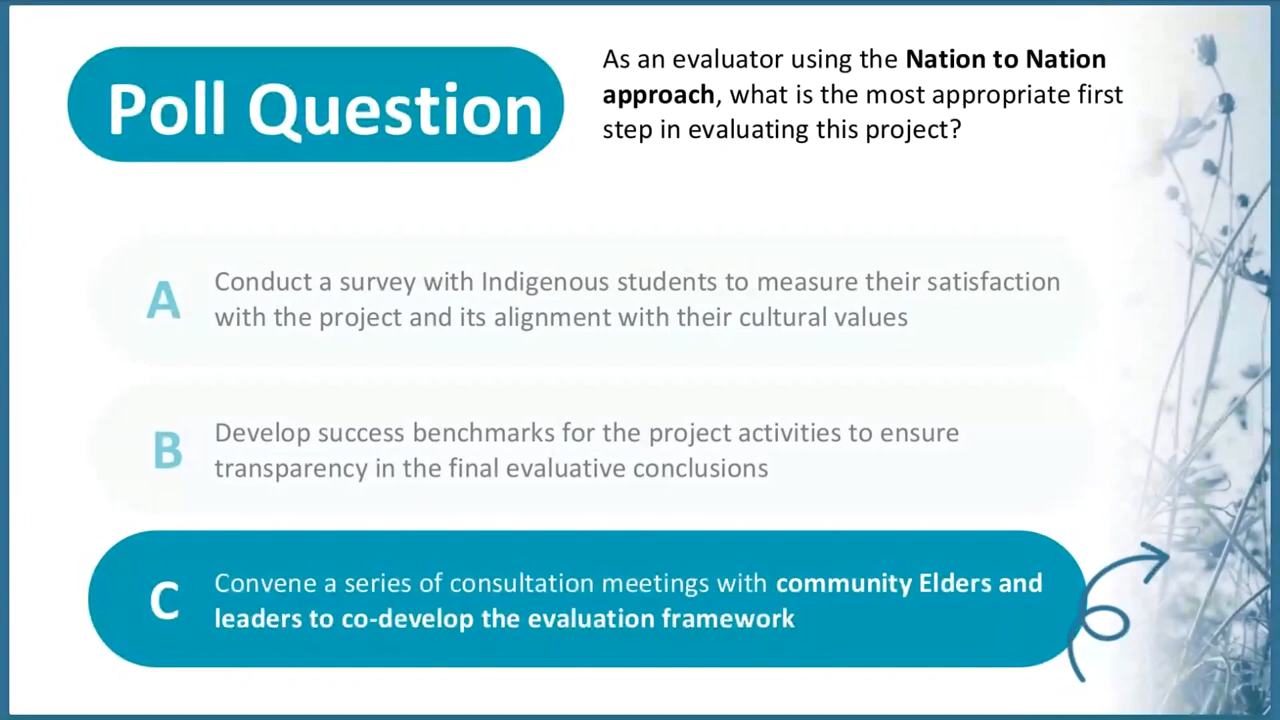 Poll Question
As an evaluator using the Nation to Nation
approach, what is the most appropriate first
step in evaluating this project?
A
Conduct a survey with Indigenous students to measure their satisfaction
with the project and its alignment with their cultural values
B
Develop success benchmarks for the project activities to ensure
transparency in the final evaluative conclusions
C
Convene a series of consultation meetings with community Elders and
leaders to co-develop the evaluation framework